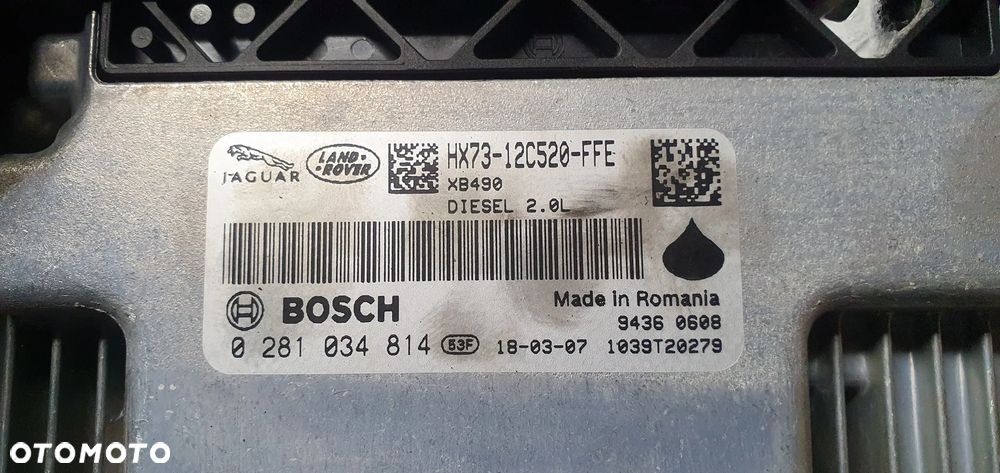 JAGUAR
LAND-
ROVER
HX73-12C520-FFE
XB490
DIESEL 2.0L
BOSCH
Made in Romania
9436 0608
0 281 034 814 53F 18-03-07 1039T20279
OTOMOTO